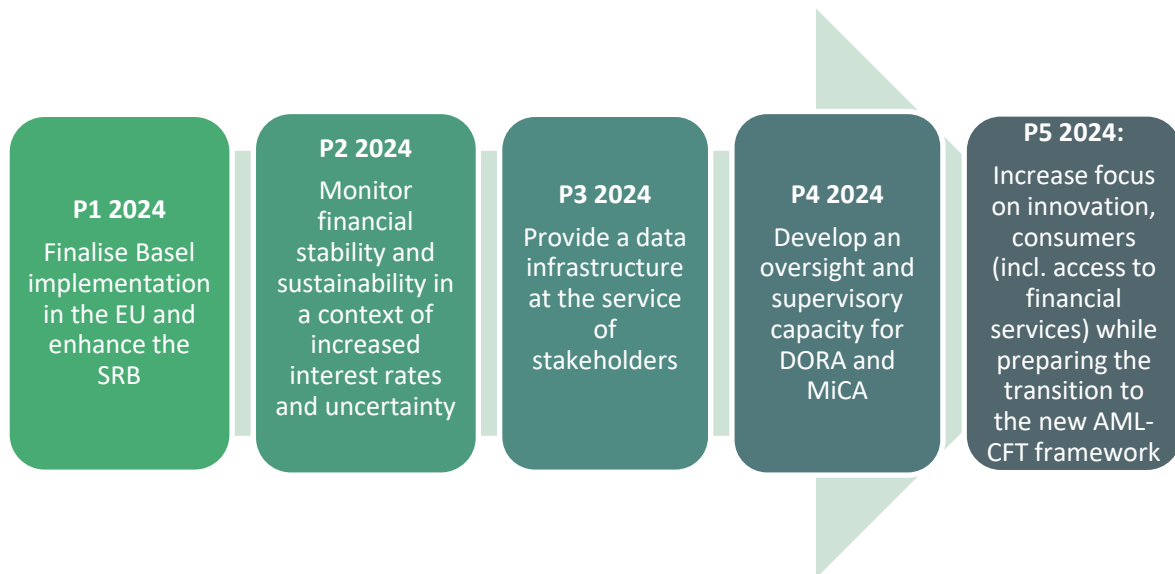 P1 2024
Finalise Basel
implementation
in the EU and
enhance the
SRB
P2 2024
Monitor
financial
stability and
sustainability in
a context of
increased
interest rates
and uncertainty
P3 2024
Provide a data
infrastructure
at the service
of
stakeholders
P4 2024
Develop an
oversight and
supervisory
capacity for
DORA and
MiCA
P5 2024:
Increase focus
on innovation,
consumers
(incl. access to
financial
services) while
preparing the
transition to
the new AML-
CFT framework